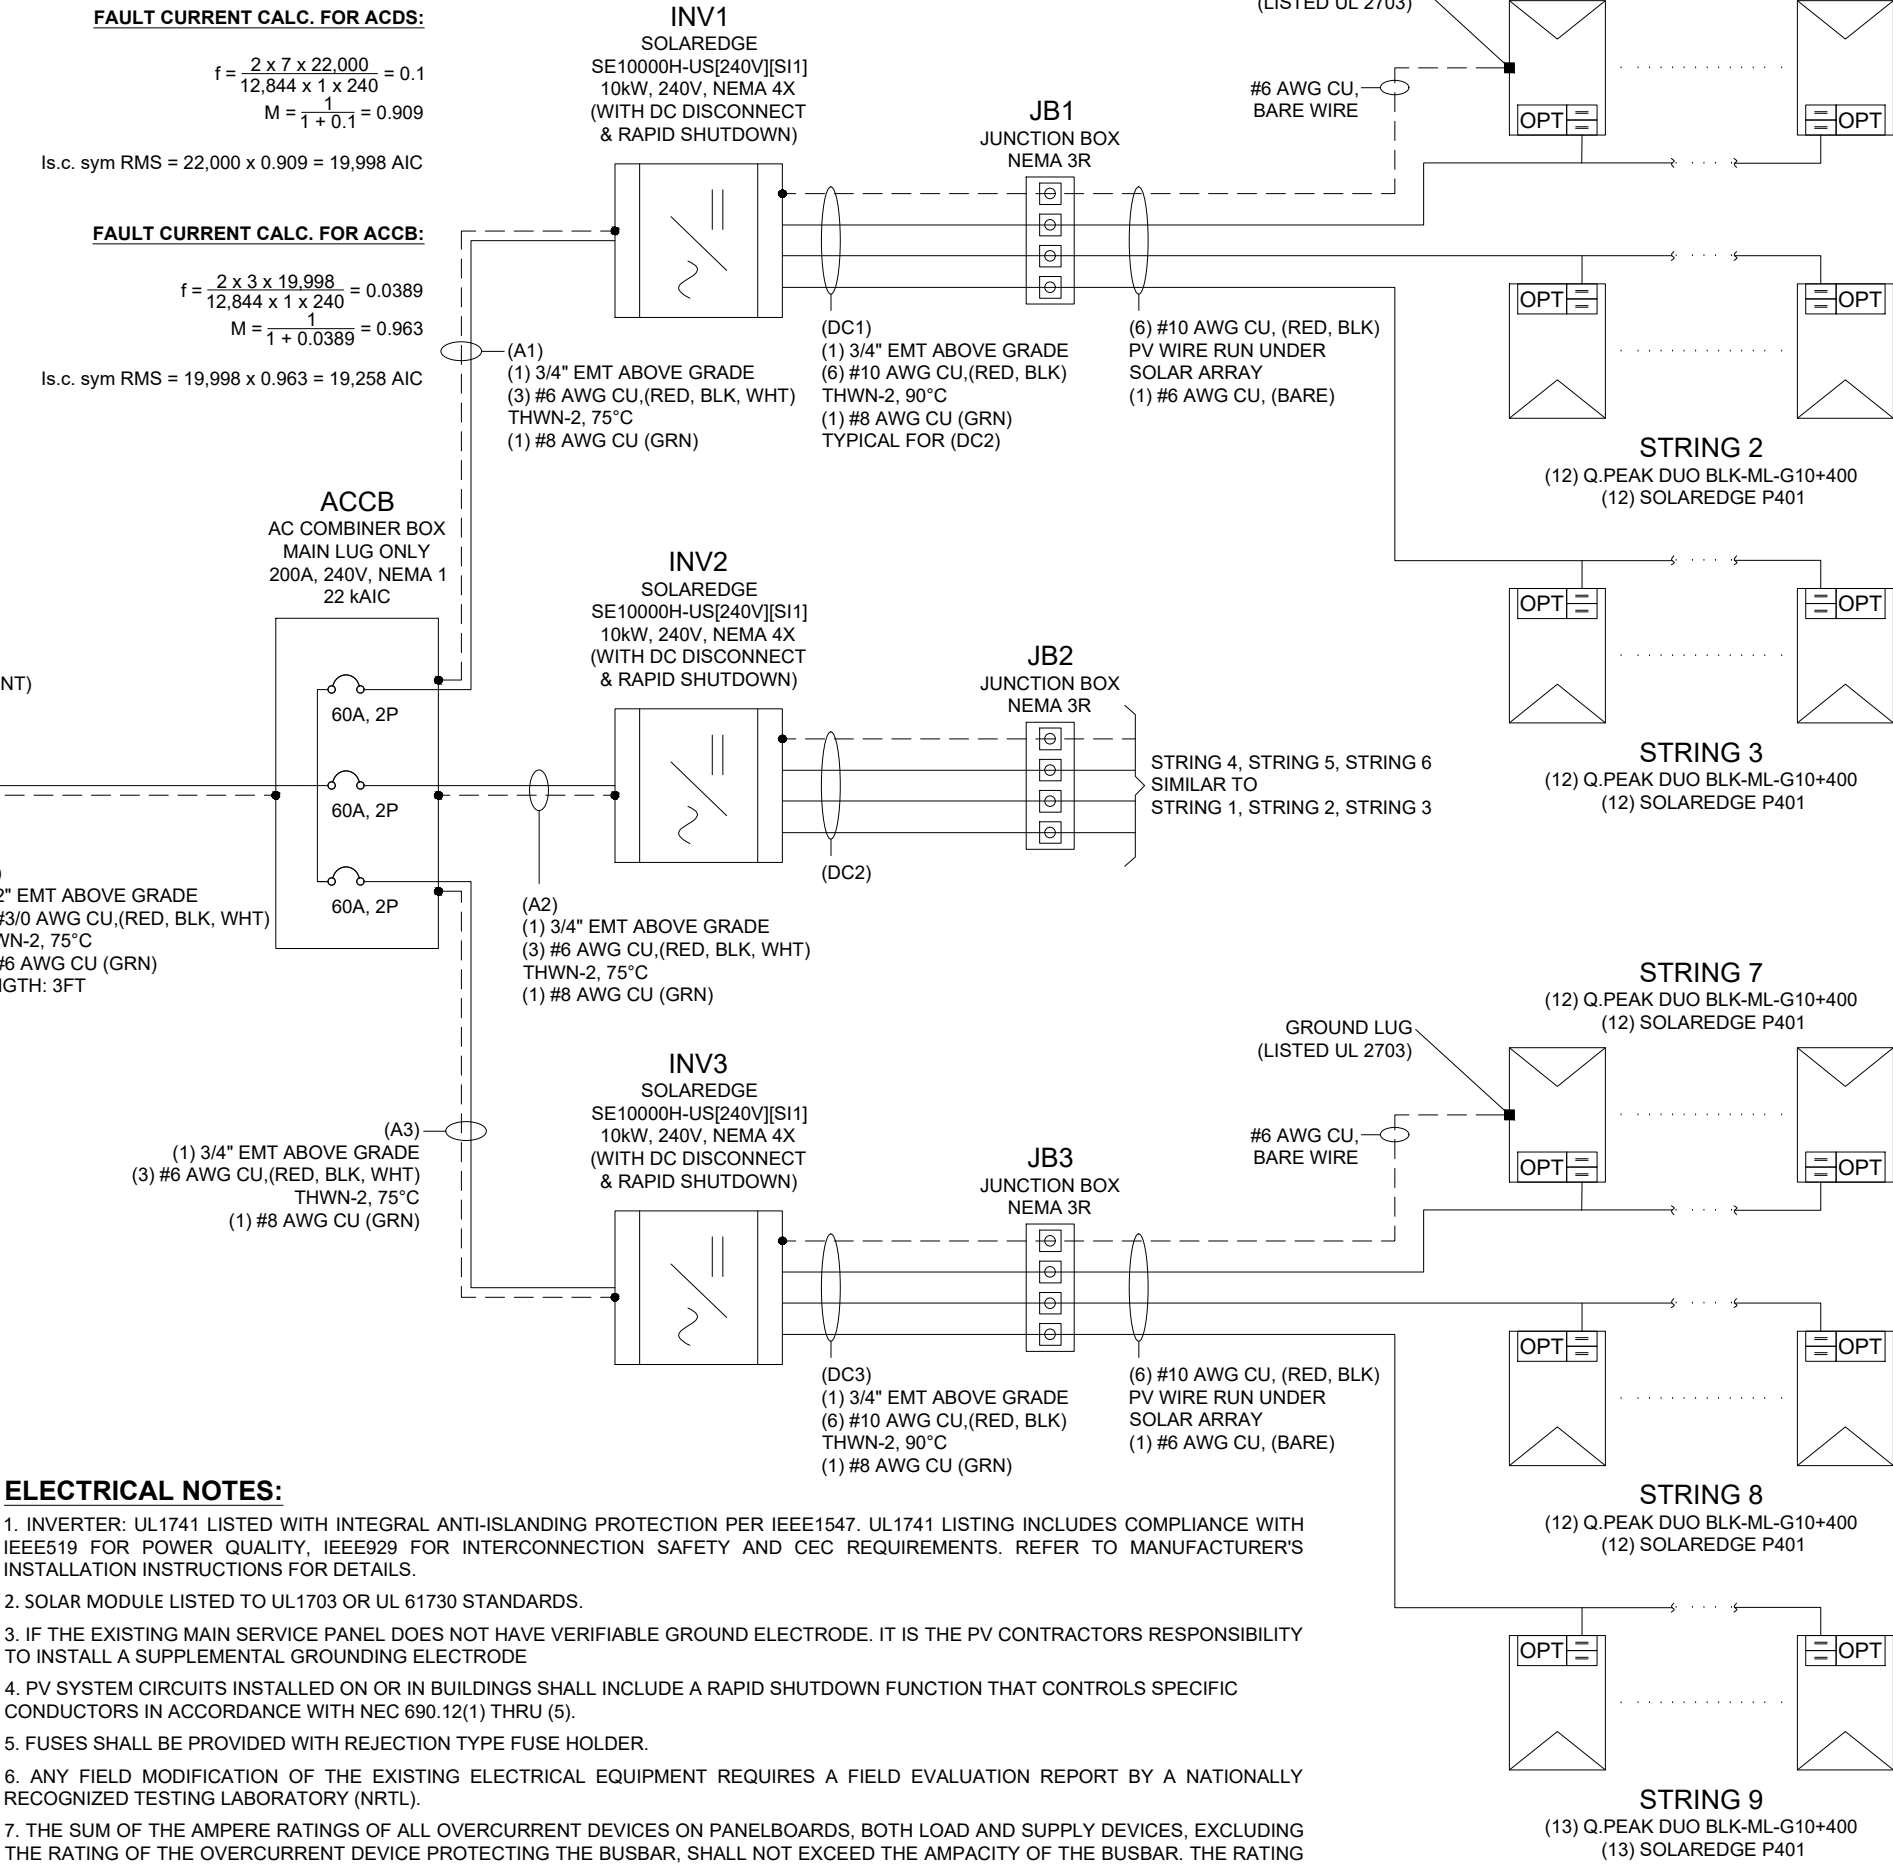 FAULT CURRENT CALC. FOR ACDS:
f = 2 x 7 x 22,000 / 12,844 x 1 x 240 = 0.1
M = 1 / 1 + 0.1 = 0.909
Is.c. sym RMS = 22,000 x 0.909 = 19,998 AIC
FAULT CURRENT CALC. FOR ACCB:
f = 2 x 3 x 19,998 / 12,844 x 1 x 240 = 0.0389
M = 1 / 1 + 0.0389 = 0.963
Is.c. sym RMS = 19,998 x 0.963 = 19,258 AIC
INV1
SOLAREDGE
SE10000H-US[240V][SI1]
10kW, 240V, NEMA 4X
(WITH DC DISCONNECT
& RAPID SHUTDOWN)
JB1
JUNCTION BOX
NEMA 3R
(LISTED UL 2703)
#6 AWG CU,
BARE WIRE
OPT
OPT
(A1)
(1) 3/4" EMT ABOVE GRADE
(3) #6 AWG CU,(RED, BLK, WHT)
THWN-2, 75°C
(1) #8 AWG CU (GRN)
(DC1)
(1) 3/4" EMT ABOVE GRADE
(6) #10 AWG CU,(RED, BLK)
THWN-2, 90°C
(1) #8 AWG CU (GRN)
TYPICAL FOR (DC2)
(6) #10 AWG CU, (RED, BLK)
PV WIRE RUN UNDER
SOLAR ARRAY
(1) #6 AWG CU, (BARE)
OPT
OPT
STRING 2
(12) Q.PEAK DUO BLK-ML-G10+400
(12) SOLAREDGE P401
ACCB
AC COMBINER BOX
MAIN LUG ONLY
200A, 240V, NEMA 1
22 kAIC
60A, 2P
60A, 2P
60A, 2P
NT)
INV2
SOLAREDGE
SE10000H-US[240V][SI1]
10kW, 240V, NEMA 4X
(WITH DC DISCONNECT
& RAPID SHUTDOWN)
JB2
JUNCTION BOX
NEMA 3R
STRING 4, STRING 5, STRING 6
SIMILAR TO
STRING 1, STRING 2, STRING 3
(DC2)
OPT
OPT
STRING 3
(12) Q.PEAK DUO BLK-ML-G10+400
(12) SOLAREDGE P401
)
2" EMT ABOVE GRADE
#3/0 AWG CU,(RED, BLK, WHT)
WN-2, 75°C
#6 AWG CU (GRN)
NGTH: 3FT
(A2)
(1) 3/4" EMT ABOVE GRADE
(3) #6 AWG CU,(RED, BLK, WHT)
THWN-2, 75°C
(1) #8 AWG CU (GRN)
STRING 7
(12) Q.PEAK DUO BLK-ML-G10+400
(12) SOLAREDGE P401
GROUND LUG
(LISTED UL 2703)
#6 AWG CU,
BARE WIRE
OPT
OPT
(A3)
(1) 3/4" EMT ABOVE GRADE
(3) #6 AWG CU,(RED, BLK, WHT)
THWN-2, 75°C
(1) #8 AWG CU (GRN)
INV3
SOLAREDGE
SE10000H-US[240V][SI1]
10kW, 240V, NEMA 4X
(WITH DC DISCONNECT
& RAPID SHUTDOWN)
JB3
JUNCTION BOX
NEMA 3R
(DC3)
(1) 3/4" EMT ABOVE GRADE
(6) #10 AWG CU,(RED, BLK)
THWN-2, 90°C
(1) #8 AWG CU (GRN)
(6) #10 AWG CU, (RED, BLK)
PV WIRE RUN UNDER
SOLAR ARRAY
(1) #6 AWG CU, (BARE)
OPT
OPT
STRING 8
(12) Q.PEAK DUO BLK-ML-G10+400
(12) SOLAREDGE P401
OPT
OPT
STRING 9
(13) Q.PEAK DUO BLK-ML-G10+400
(13) SOLAREDGE P401
ELECTRICAL NOTES:
1. INVERTER: UL1741 LISTED WITH INTEGRAL ANTI-ISLANDING PROTECTION PER IEEE1547. UL1741 LISTING INCLUDES COMPLIANCE WITH
IEEE519 FOR POWER QUALITY, IEEE929 FOR INTERCONNECTION SAFETY AND CEC REQUIREMENTS. REFER TO MANUFACTURER'S
INSTALLATION INSTRUCTIONS FOR DETAILS.
2. SOLAR MODULE LISTED TO UL1703 OR UL 61730 STANDARDS.
3. IF THE EXISTING MAIN SERVICE PANEL DOES NOT HAVE VERIFIABLE GROUND ELECTRODE. IT IS THE PV CONTRACTORS RESPONSIBILITY
TO INSTALL A SUPPLEMENTAL GROUNDING ELECTRODE
4. PV SYSTEM CIRCUITS INSTALLED ON OR IN BUILDINGS SHALL INCLUDE A RAPID SHUTDOWN FUNCTION THAT CONTROLS SPECIFIC
CONDUCTORS IN ACCORDANCE WITH NEC 690.12(1) THRU (5).
5. FUSES SHALL BE PROVIDED WITH REJECTION TYPE FUSE HOLDER.
6. ANY FIELD MODIFICATION OF THE EXISTING ELECTRICAL EQUIPMENT REQUIRES A FIELD EVALUATION REPORT BY A NATIONALLY
RECOGNIZED TESTING LABORATORY (NRTL).
7. THE SUM OF THE AMPERE RATINGS OF ALL OVERCURRENT DEVICES ON PANELBOARDS, BOTH LOAD AND SUPPLY DEVICES, EXCLUDING
THE RATING OF THE OVERCURRENT DEVICE PROTECTING THE BUSBAR, SHALL NOT EXCEED THE AMPACITY OF THE BUSBAR. THE RATING